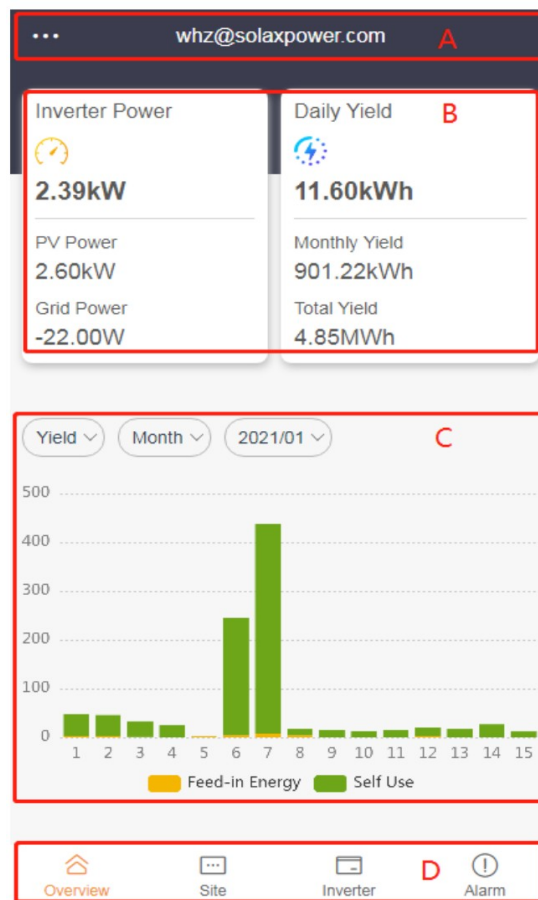 ... whz@solaxpower.com A
Inverter Power Daily Yield B
2.39kW 11.60kWh
PV Power Monthly Yield
2.60kW 901.22kWh
Grid Power Total Yield
-22.00W 4.85MWh
Yield Month 2021/01 C
500
400
300
200
100
0
1 2 3 4 5 6 7 8 9 10 11 12 13 14 15
Feed-in Energy Self Use
D
Overview Site Inverter Alarm